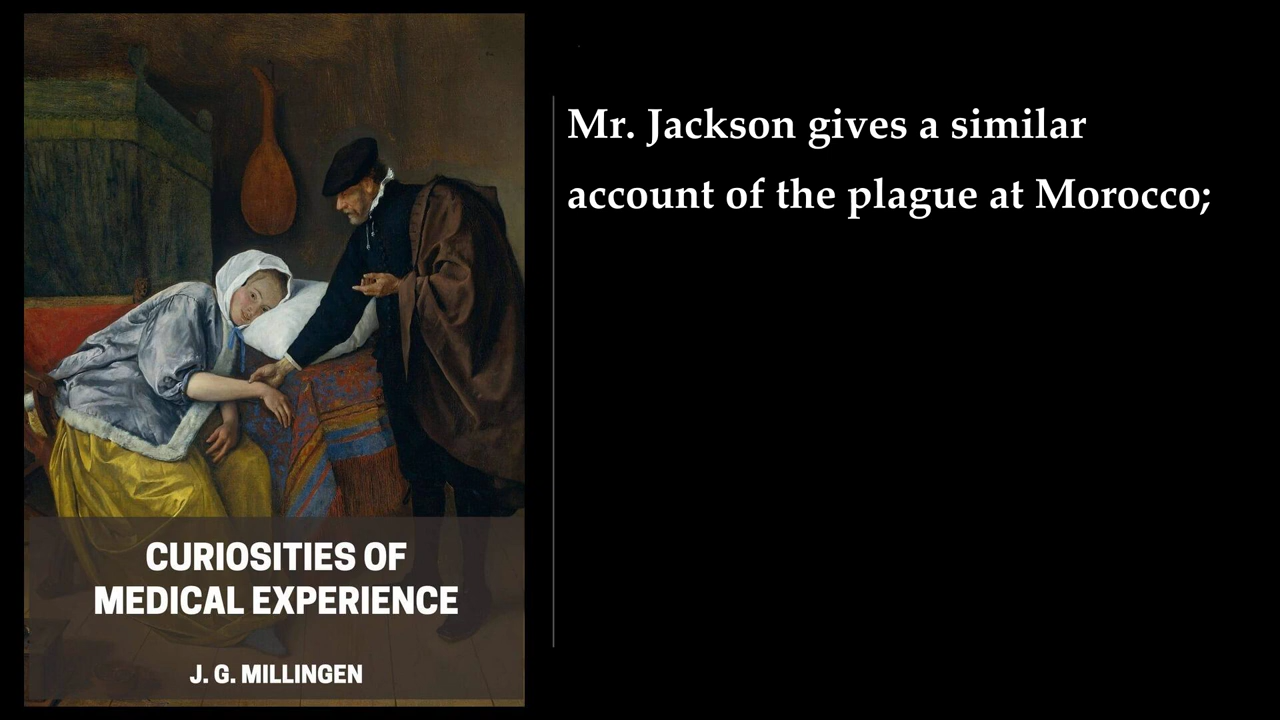 Mr. Jackson gives a similar
account of the plague at Morocco;
CURIOSITIES OF
MEDICAL EXPERIENCE
J. G. MILLINGEN